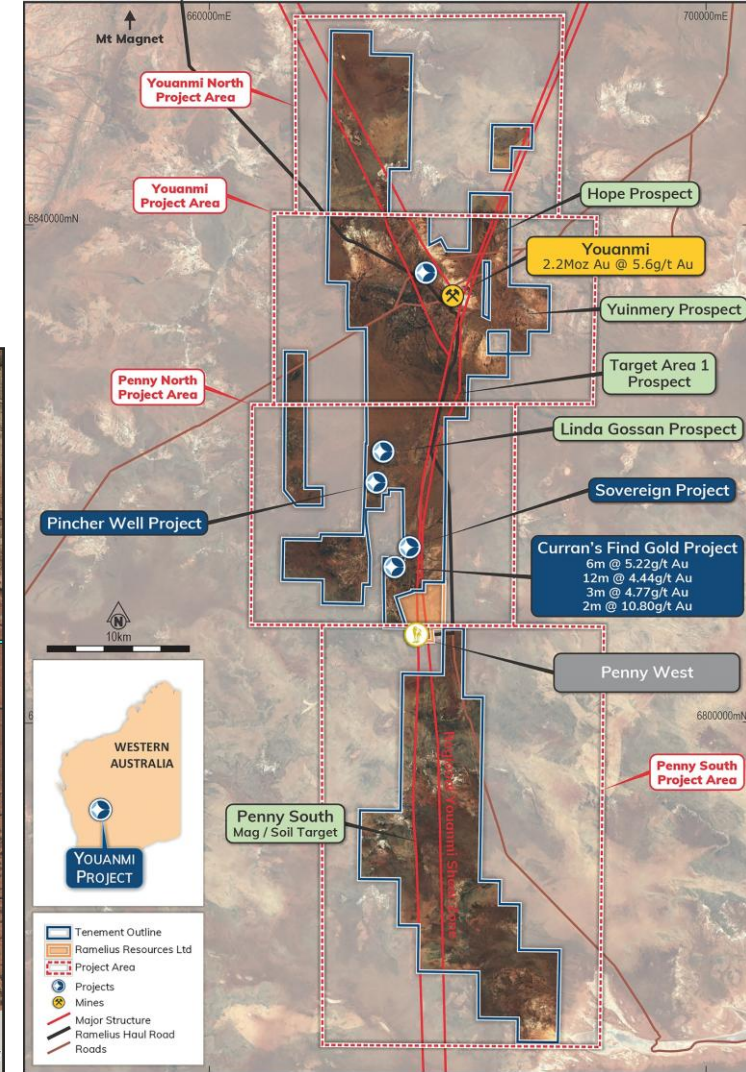 660000mE
700000mE
Mt Magnet
Youanmi North
Project Area
Youanmi
Project Area
Hope Prospect
6840000mN
Youanmi
2.2Moz Au @ 5.6g/t Au
Yuinmery Prospect
Target Area 1
Prospect
Penny North
Project Area
Linda Gossan Prospect
Sovereign Project
Pincher Well Project
Curran's Find Gold Project
6m @ 5.22g/t Au
12m @ 4.44g/t Au
3m @ 4.77g/t Au
2m @ 10.80g/t Au
N
10km
Penny West
6800000mN
WESTERN
AUSTRALIA
Penny South
Project Area
Penny South
Mag / Soil Target
YOUANMI
PROJECT
Tenement Outline
Ramelius Resources Ltd
Project Area
Projects
Mines
Major Structure
Ramelius Haul Road
Roads